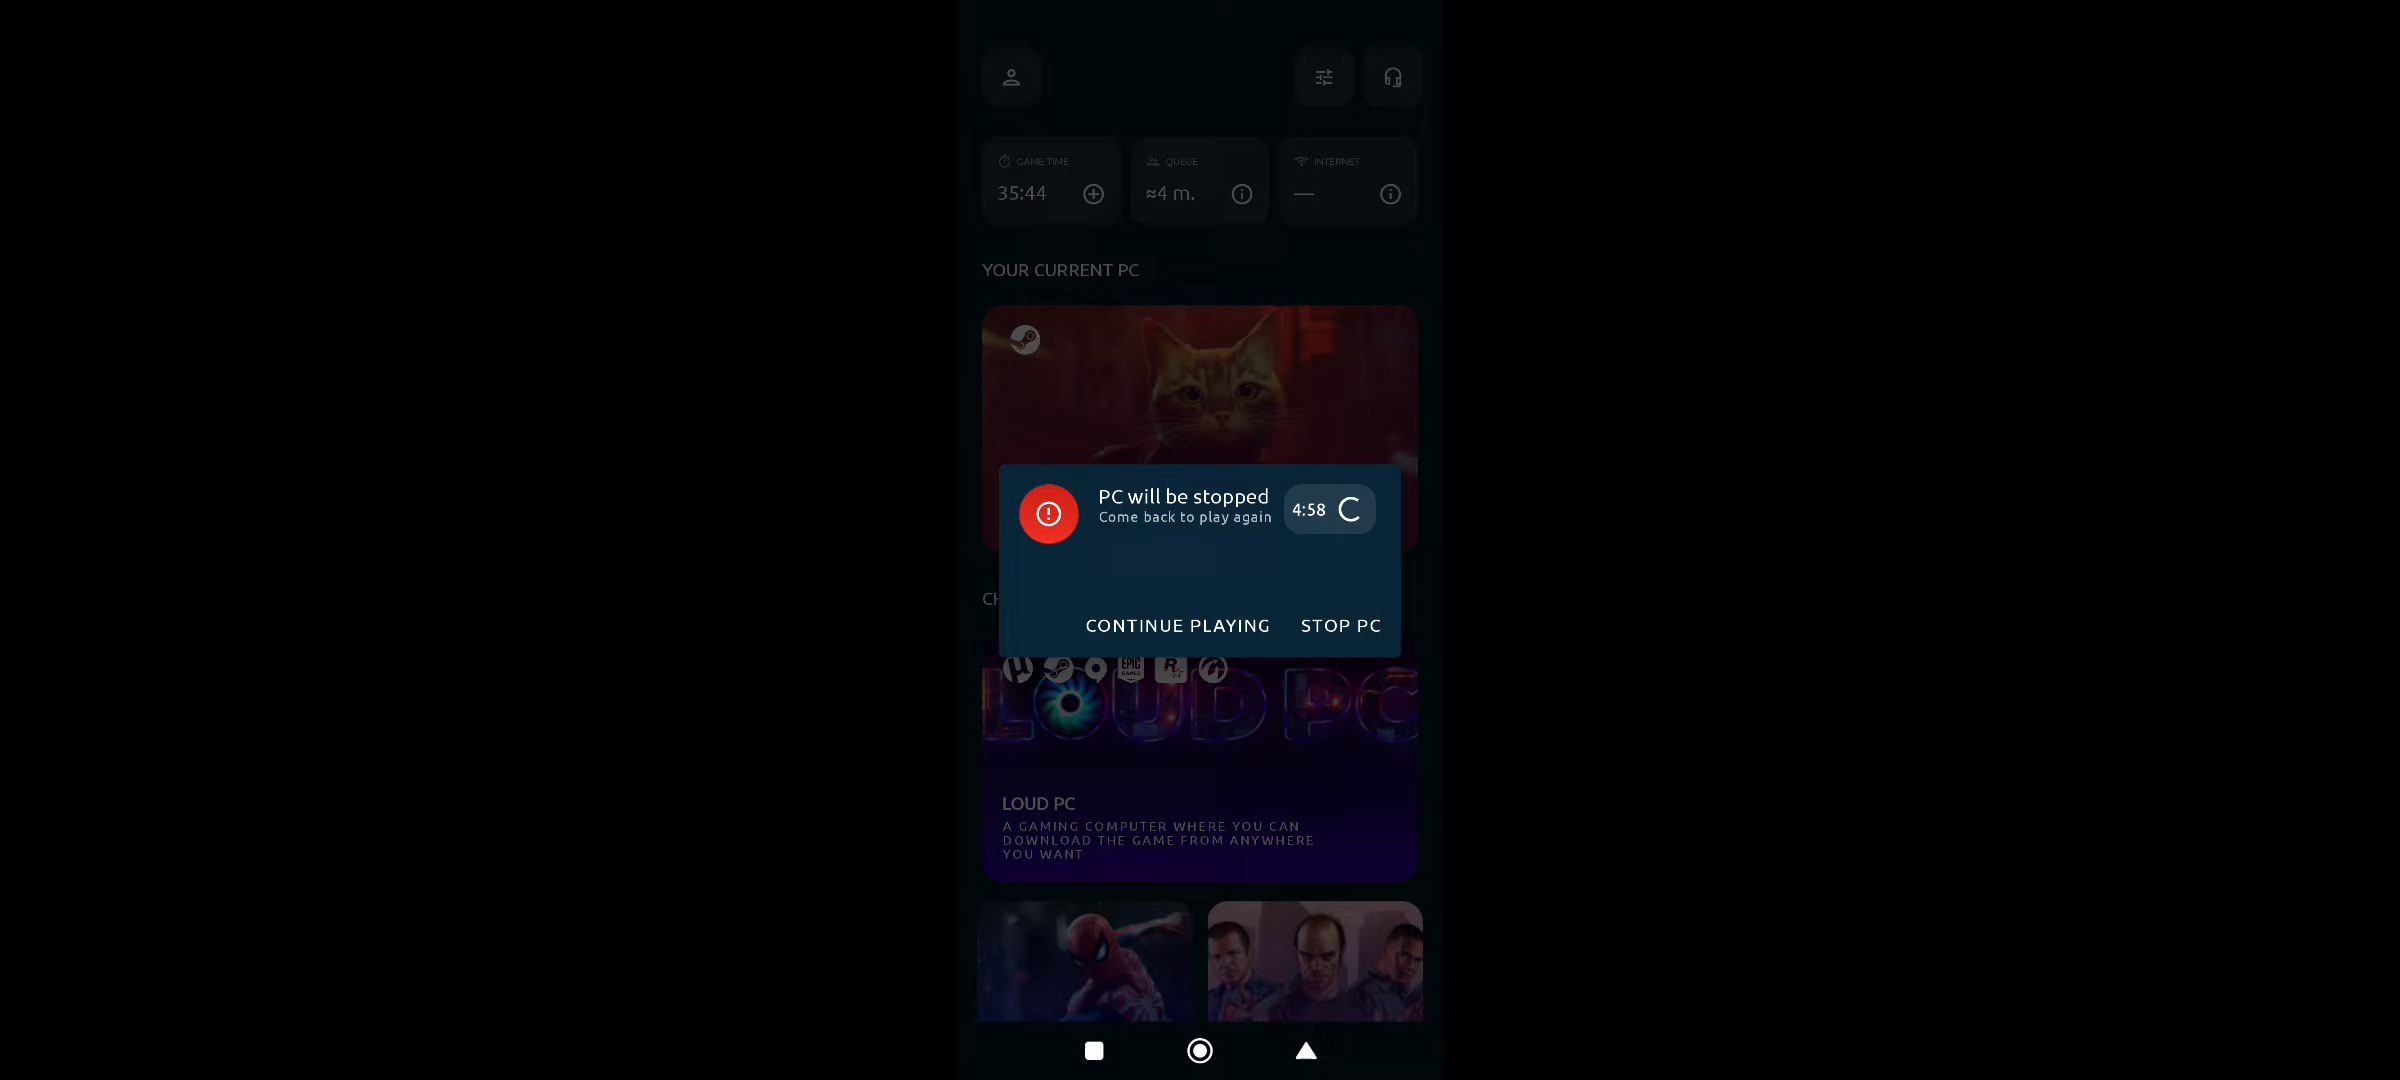 GAME TIME
35:44
QUEUE
≈4 m.
INTERNET
—
YOUR CURRENT PC
PC will be stopped
Come back to play again
4:58
CONTINUE PLAYING
STOP PC
EPIC
GAMES
R
LOUD PC
LOUD PC
A GAMING COMPUTER WHERE YOU CAN
DOWNLOAD THE GAME FROM ANYWHERE
YOU WANT